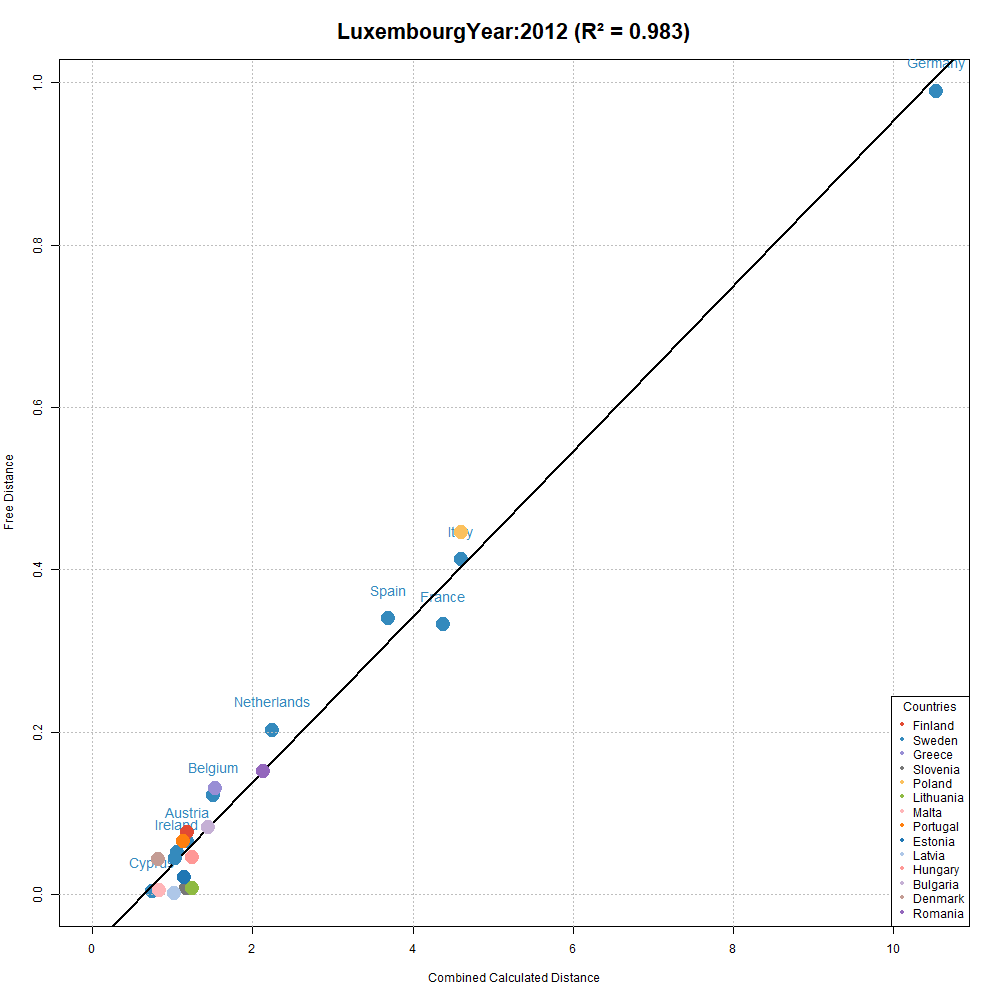 LuxembourgYear:2012 (R² = 0.983)
Germany
1.0
0.8
0.6
Free Distance
Italy
0.4
Spain
France
Netherlands
0.2
Belgium
Austria
Ireland
Cyprus
0.0
Countries
Finland
Sweden
Greece
Slovenia
Poland
Lithuania
Malta
Portugal
Estonia
Latvia
Hungary
Bulgaria
Denmark
Romania
0 2 4 6 8 10
Combined Calculated Distance